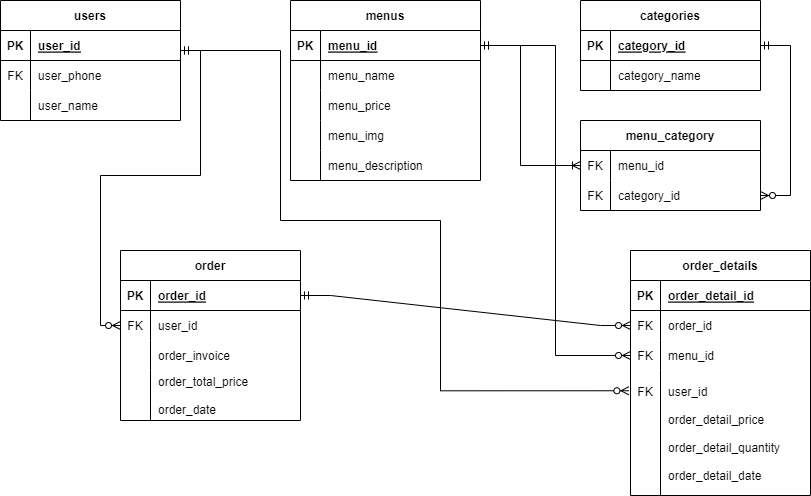 users
PK user_id
FK user_phone
user_name
menus
PK menu_id
menu_name
menu_price
menu_img
menu_description
categories
PK category_id
category_name
menu_category
FK menu_id
FK category_id
order
PK order_id
FK user_id
order_invoice
order_total_price
order_date
order_details
PK order_detail_id
FK order_id
FK menu_id
FK user_id
order_detail_price
order_detail_quantity
order_detail_date